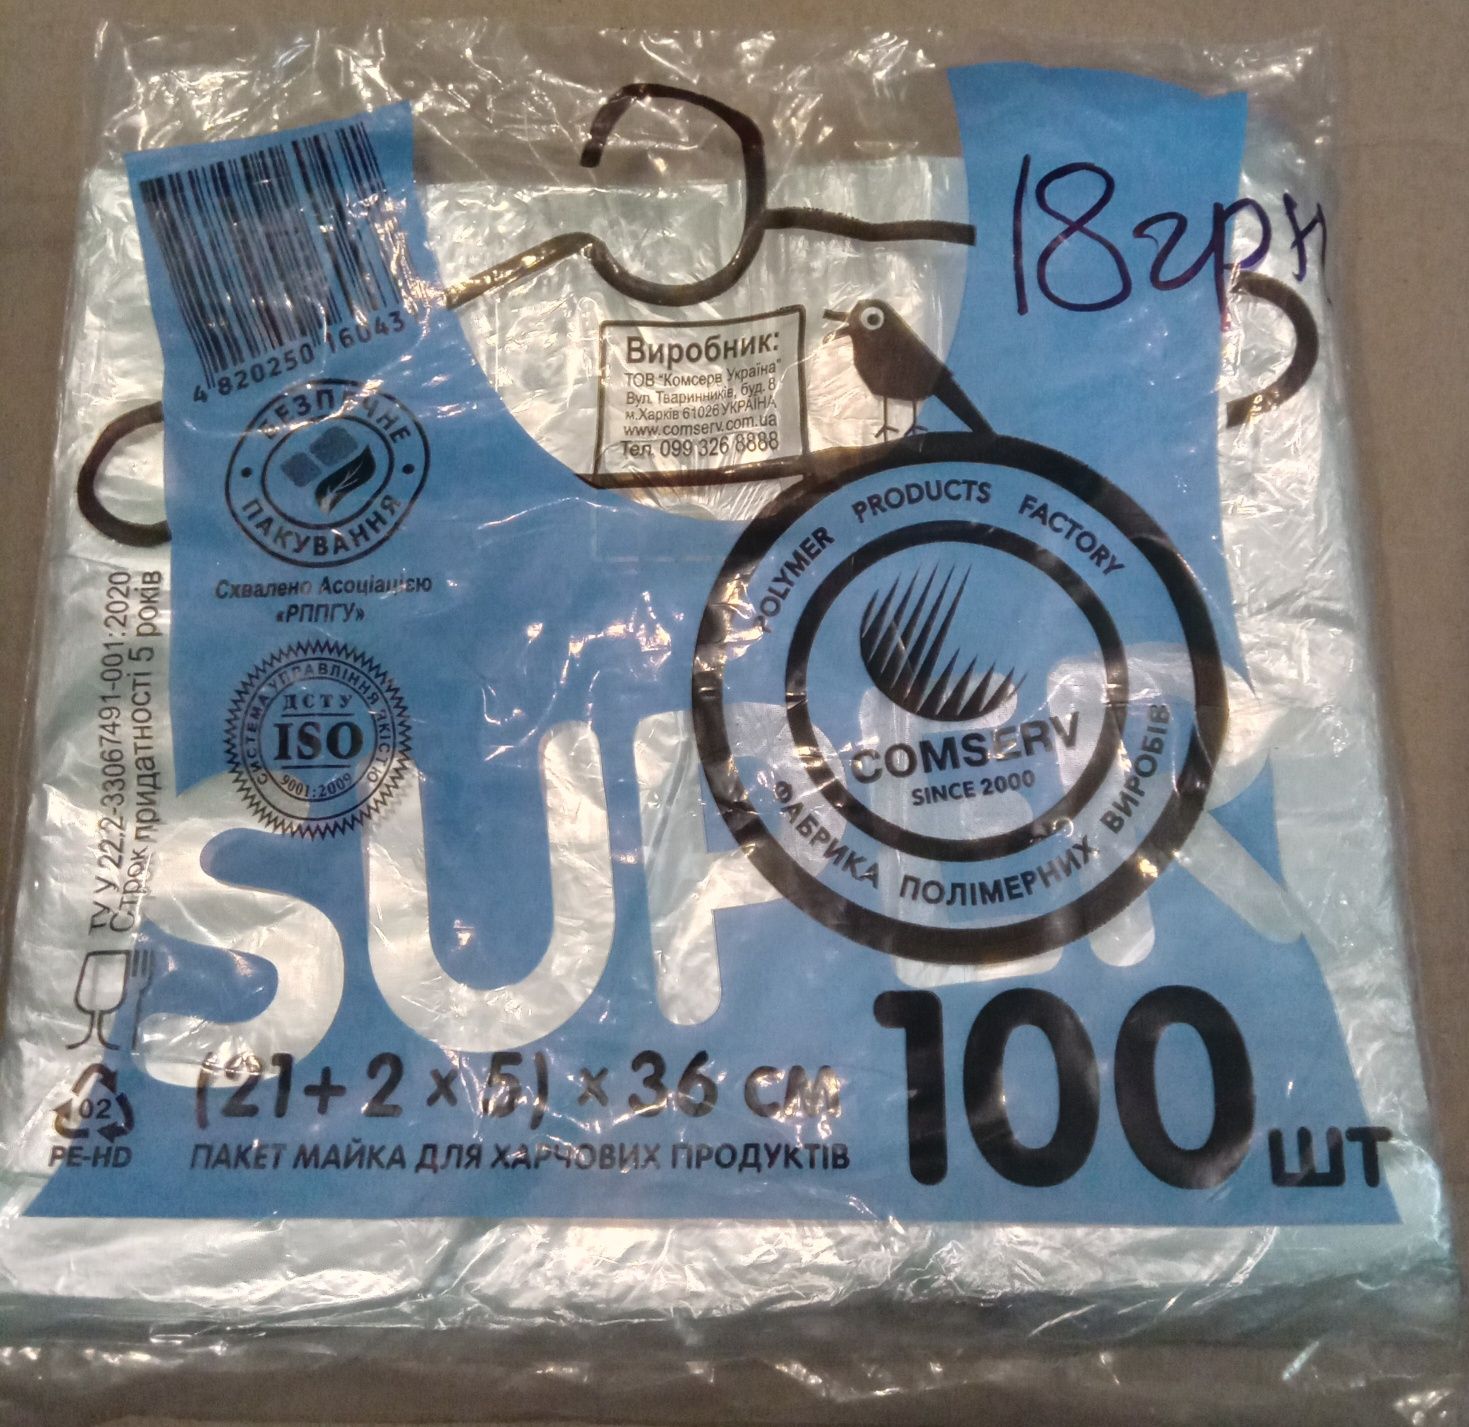 18грн
4 820250 16043
Виробник:
ТОВ "Комсерв Україна"
Вул. Тваринників, буд. 8
м.Харків 61026 УКРАЇНА
www.comserv.com.ua
Тел. 099 326 8888
БЕЗПЕЧНЕ
ПАКУВАННЯ
Схвалено Асоціацією
«РППГУ»
СИСТЕМА УПРАВЛІННЯ ЯКІСТЮ
ДСТУ
ISO
9001:2009
ТУ У 22.2-33067491-001:2020
Строк придатності 5 років
POLYMER PRODUCTS FACTORY
COMSERV
SINCE 2000
ФАБРИКА ПОЛІМЕРНИХ ВИРОБІВ
SUPER
02
PE-HD
(21+2×5)×36 СМ
ПАКЕТ МАЙКА ДЛЯ ХАРЧОВИХ ПРОДУКТІВ
100 ШТ